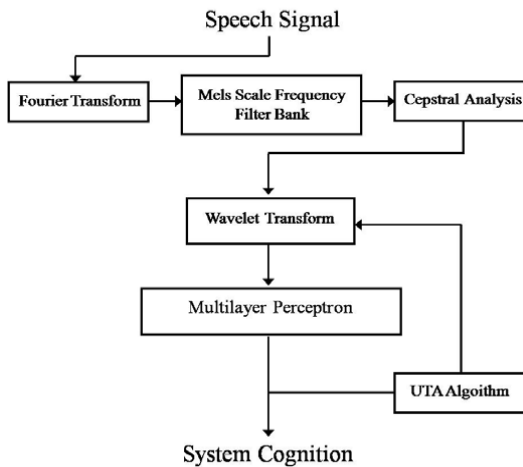 Speech Signal
Fourier Transform
Mels Scale Frequency
Filter Bank
Cepstral Analysis
Wavelet Transform
Multilayer Perceptron
UTA Algoithm
System Cognition